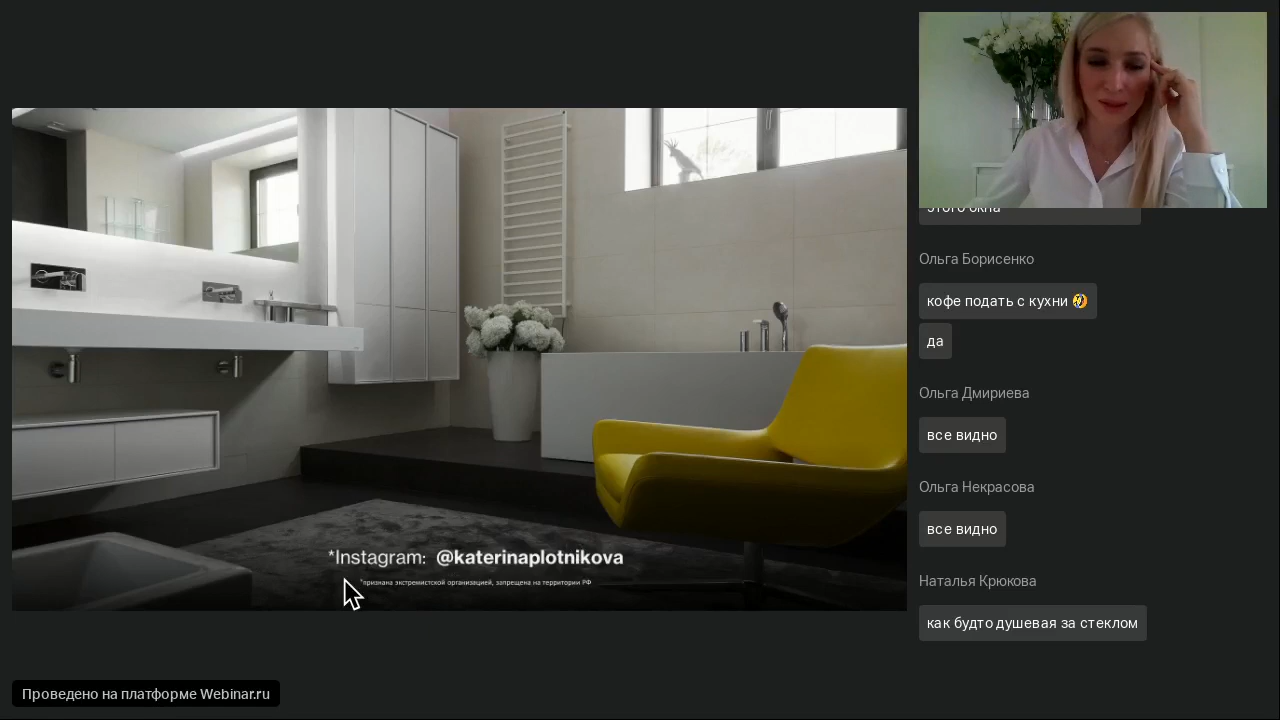 этого окна
Ольга Борисенко
кофе подать с кухни 🤣
да
Ольга Дмириева
все видно
Ольга Некрасова
все видно
Наталья Крюкова
как будто душевая за стеклом
*Instagram: @katerinaplotnikova
*признана экстремистской организацией, запрещена на территории РФ
Проведено на платформе Webinar.ru